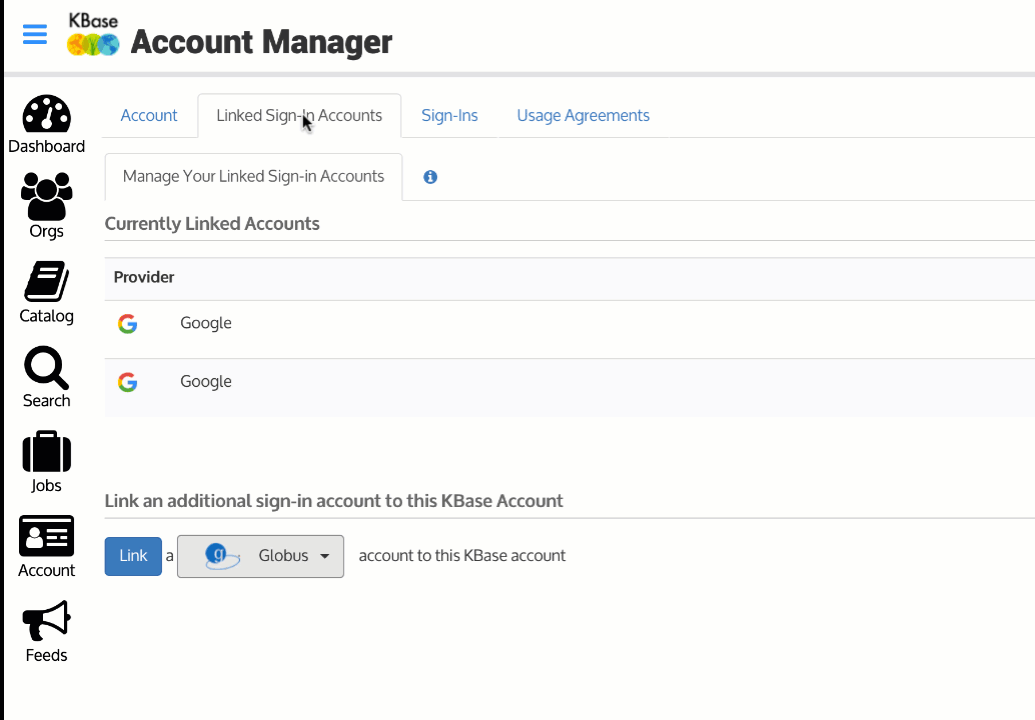 KBase
Account Manager
Dashboard
Orgs
Catalog
Search
Jobs
Account
Feeds
Account Linked Sign-In Accounts Sign-Ins Usage Agreements
Manage Your Linked Sign-in Accounts
Currently Linked Accounts
Provider
Google
Google
Link an additional sign-in account to this KBase Account
Link a Globus account to this KBase account